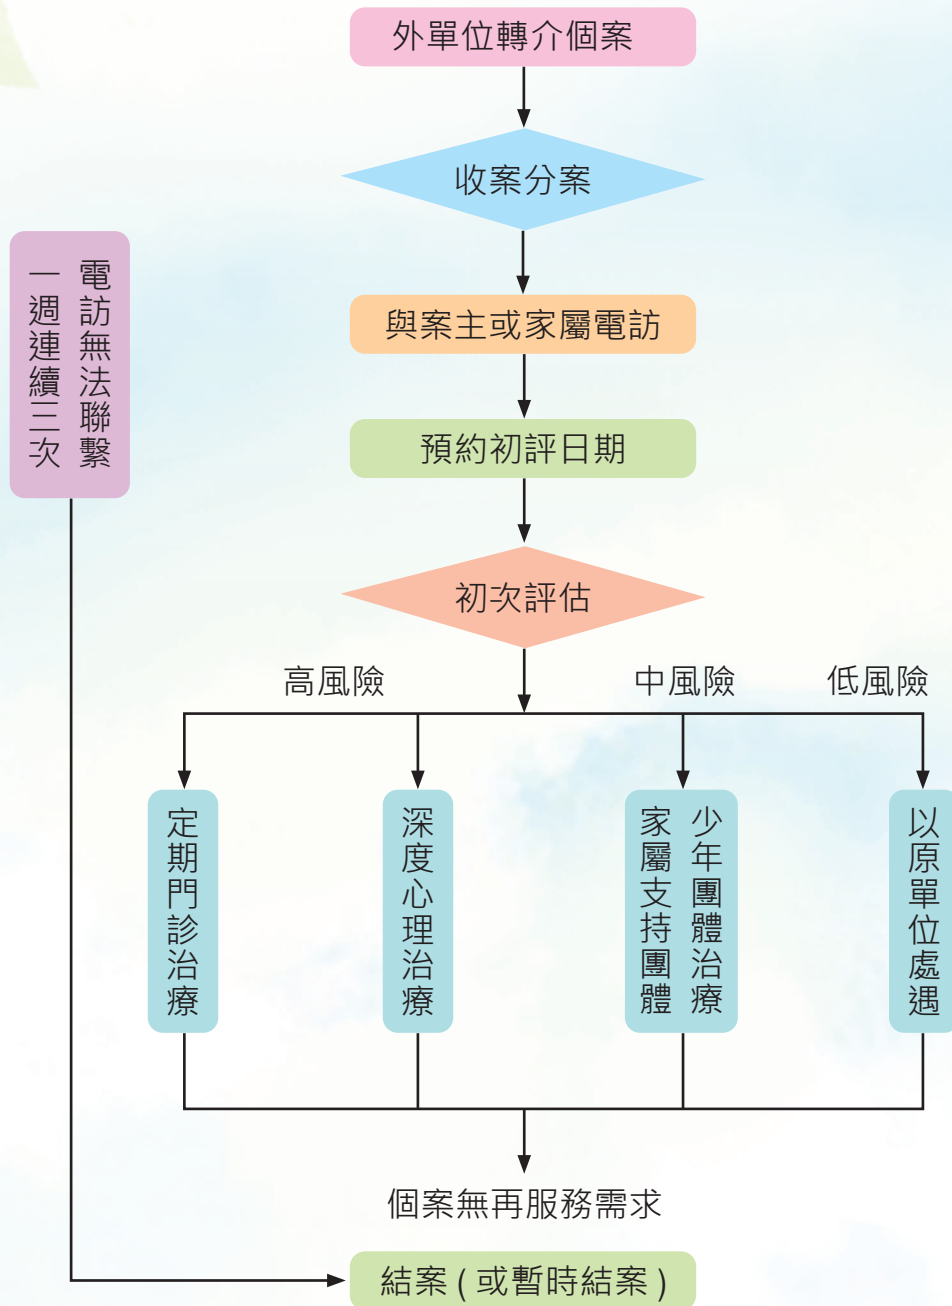 外單位轉介個案
收案分案
電訪無法聯繫
一週連續三次
與案主或家屬電訪
預約初評日期
初次評估
高風險
中風險
低風險
定期門診治療
深度心理治療
少年團體治療
家屬支持團體
以原單位處遇
個案無再服務需求
結案 ( 或暫時結案 )